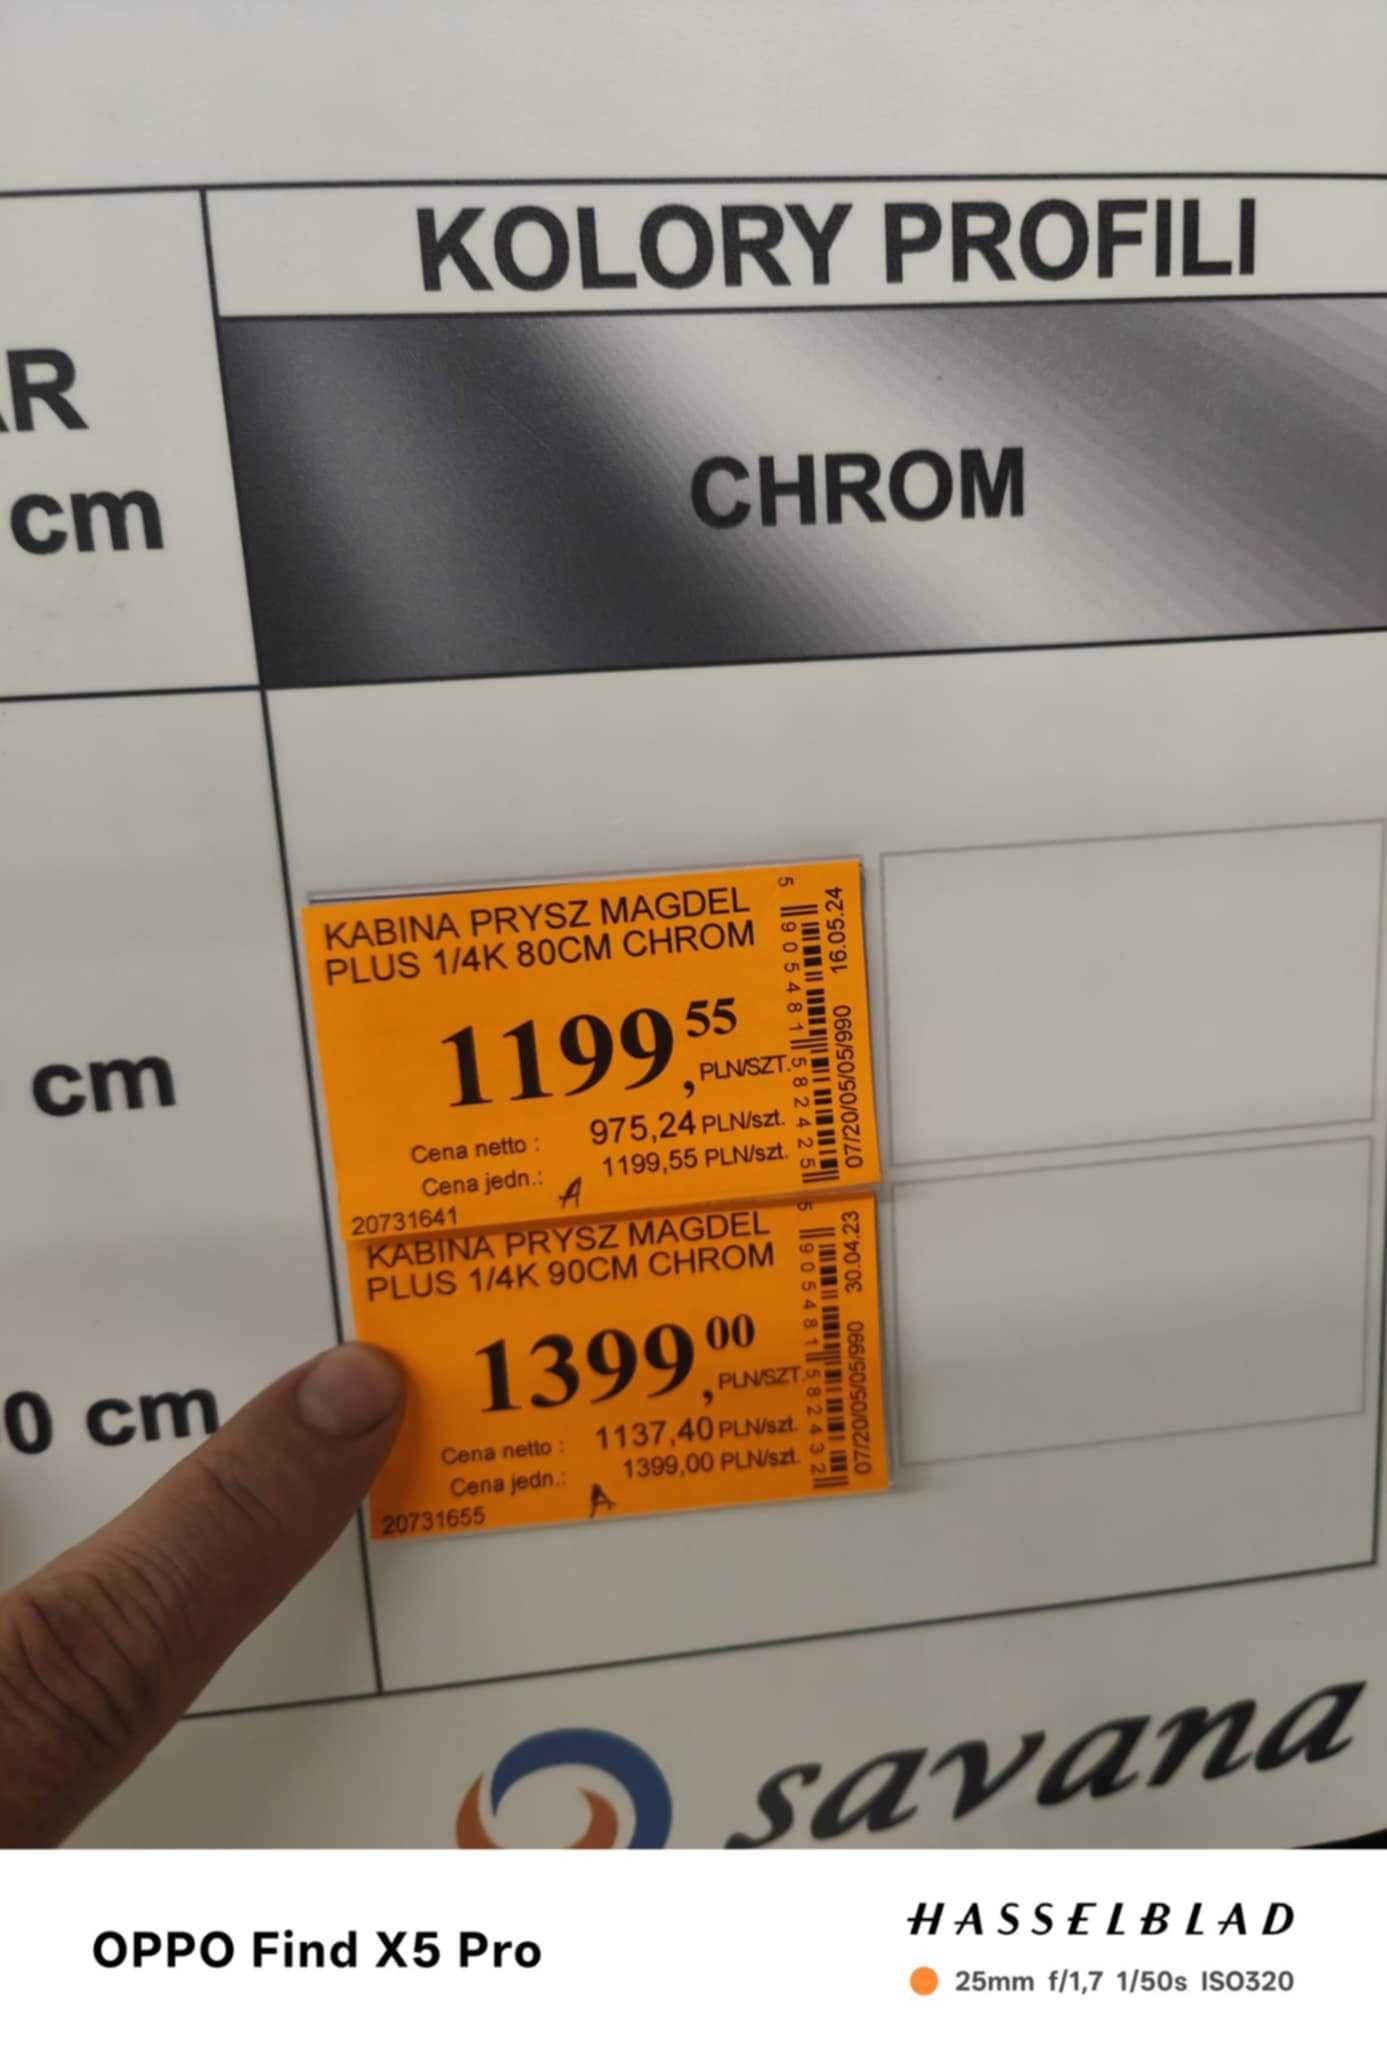 KOLORY PROFILI
AR
cm
CHROM
cm
KABINA PRYSZ MAGDEL
PLUS 1/4K 80CM CHROM
1199,55
PLN/SZT.
Cena netto : 975,24 PLN/szt.
Cena jedn.: 1199,55 PLN/szt.
A
20731641
5 905481 582425
07/20/05/05/990 16.05.24
0 cm
KABINA PRYSZ MAGDEL
PLUS 1/4K 90CM CHROM
1399,00
PLN/SZT.
Cena netto : 1137,40 PLN/szt.
Cena jedn.: 1399,00 PLN/szt.
A
20731655
5 905481 582432
07/20/05/05/990 30.04.23
savana
OPPO Find X5 Pro
HASSELBLAD
25mm f/1,7 1/50s ISO320